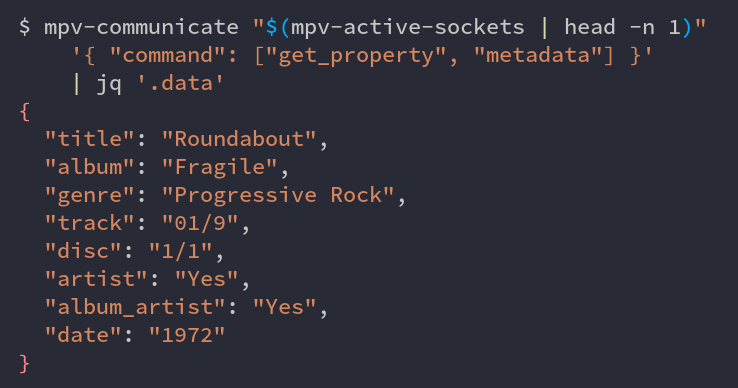 $ mpv-communicate "$(mpv-active-sockets | head -n 1)"
    '{ "command": ["get_property", "metadata"] }'
    | jq '.data'
{
  "title": "Roundabout",
  "album": "Fragile",
  "genre": "Progressive Rock",
  "track": "01/9",
  "disc": "1/1",
  "artist": "Yes",
  "album_artist": "Yes",
  "date": "1972"
}